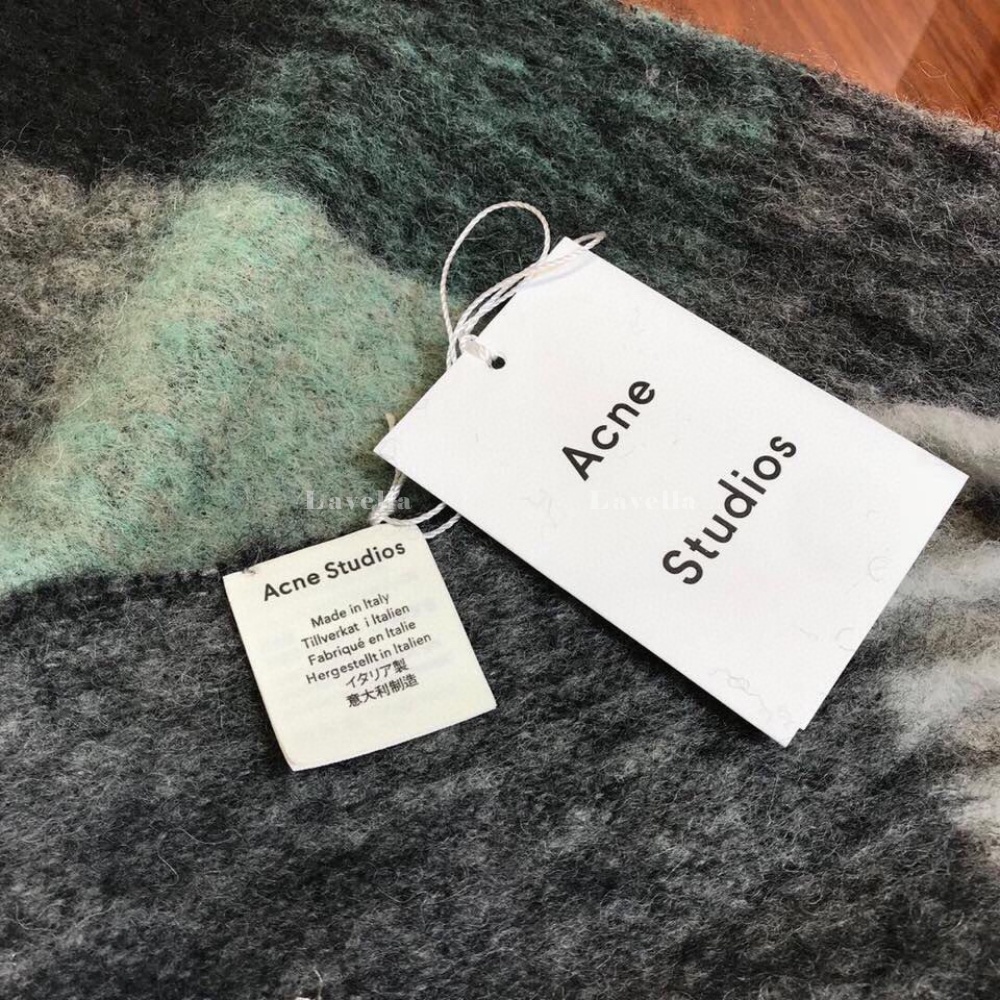 Acne
Studios
Lavella
Lavella
Acne Studios
Made in Italy
Tillverkat i Italien
Fabriqué en Italie
Hergestellt in Italien
イタリア製
意大利制造